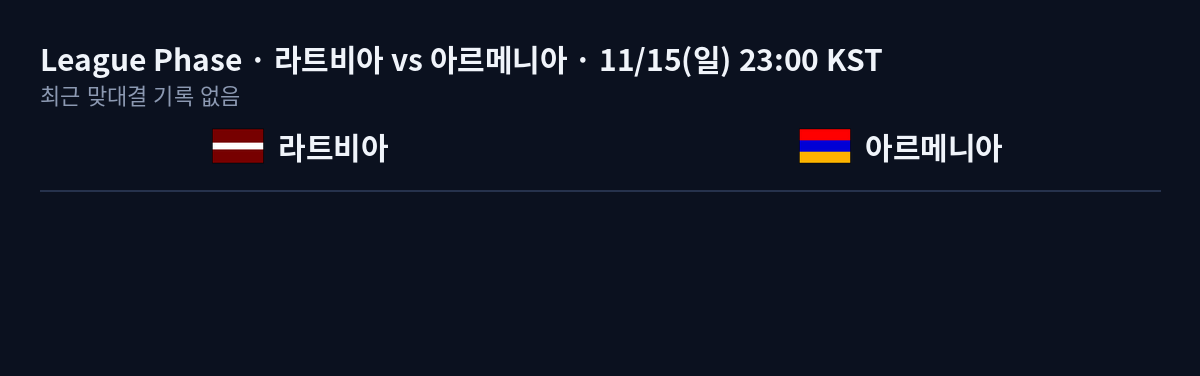 League Phase · 라트비아 vs 아르메니아 · 11/15(일) 23:00 KST
최근 맞대결 기록 없음
라트비아 아르메니아